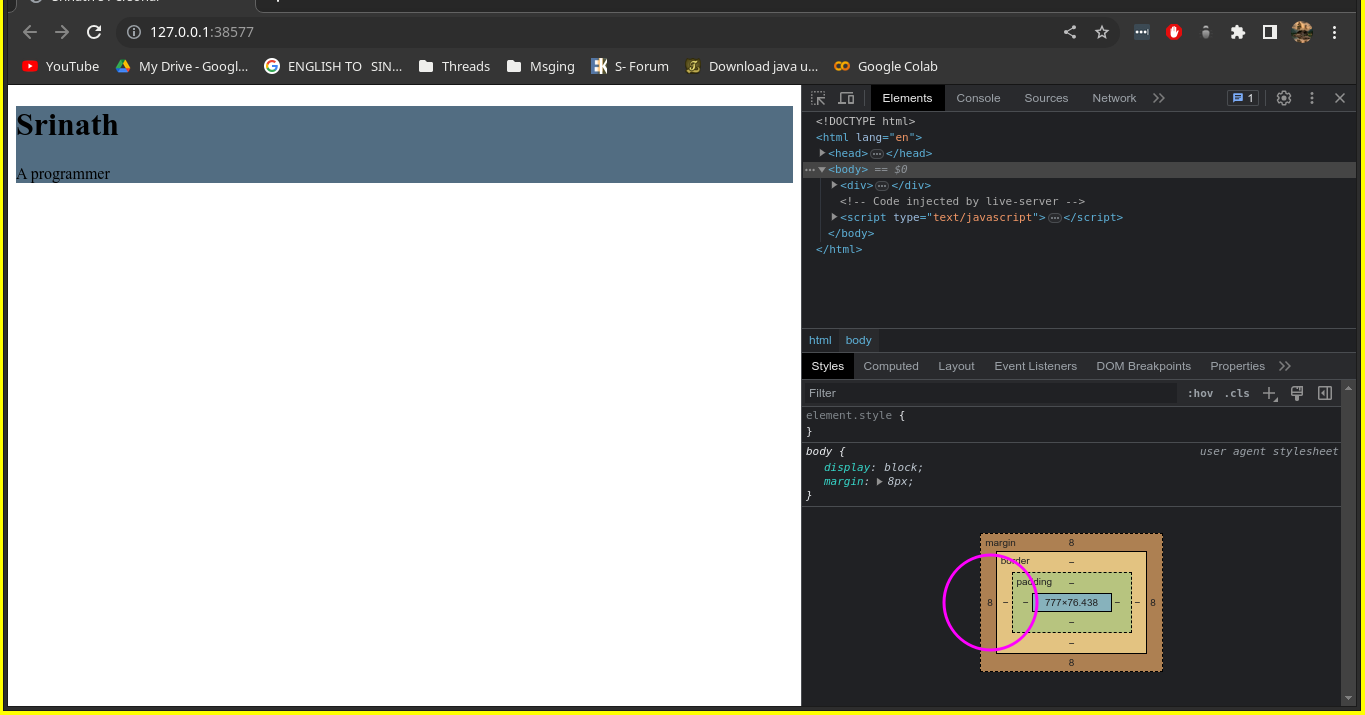 127.0.0.1:38577
YouTube My Drive - Googl... ENGLISH TO SIN... Threads Msging S- Forum Download java u... Google Colab
Srinath
A programmer
Elements Console Sources Network 1
<!DOCTYPE html>
<html lang="en">
<head> </head>
<body> == $0
<div> </div>
<!-- Code injected by live-server -->
<script type="text/javascript"> </script>
</body>
</html>
html body
Styles Computed Layout Event Listeners DOM Breakpoints Properties
Filter :hov .cls
element.style {
}
body { user agent stylesheet
display: block;
margin: 8px;
}
margin 8
border –
padding –
8 – – 777×76.438 – – 8
–
–
8